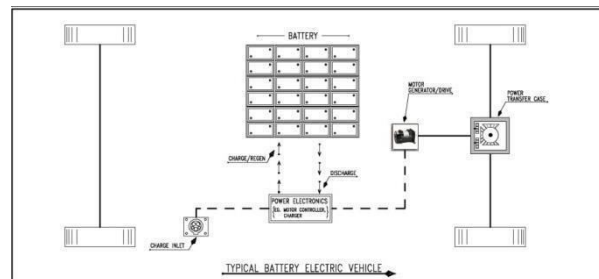 BATTERY
MOTOR
GENERATOR/DRIVE
POWER
TRANSFER CASE
CHARGE/REGEN
DISCHARGE
POWER ELECTRONICS
MOTOR CONTROLLER,
CHARGER
CHARGE INLET
TYPICAL BATTERY ELECTRIC VEHICLE